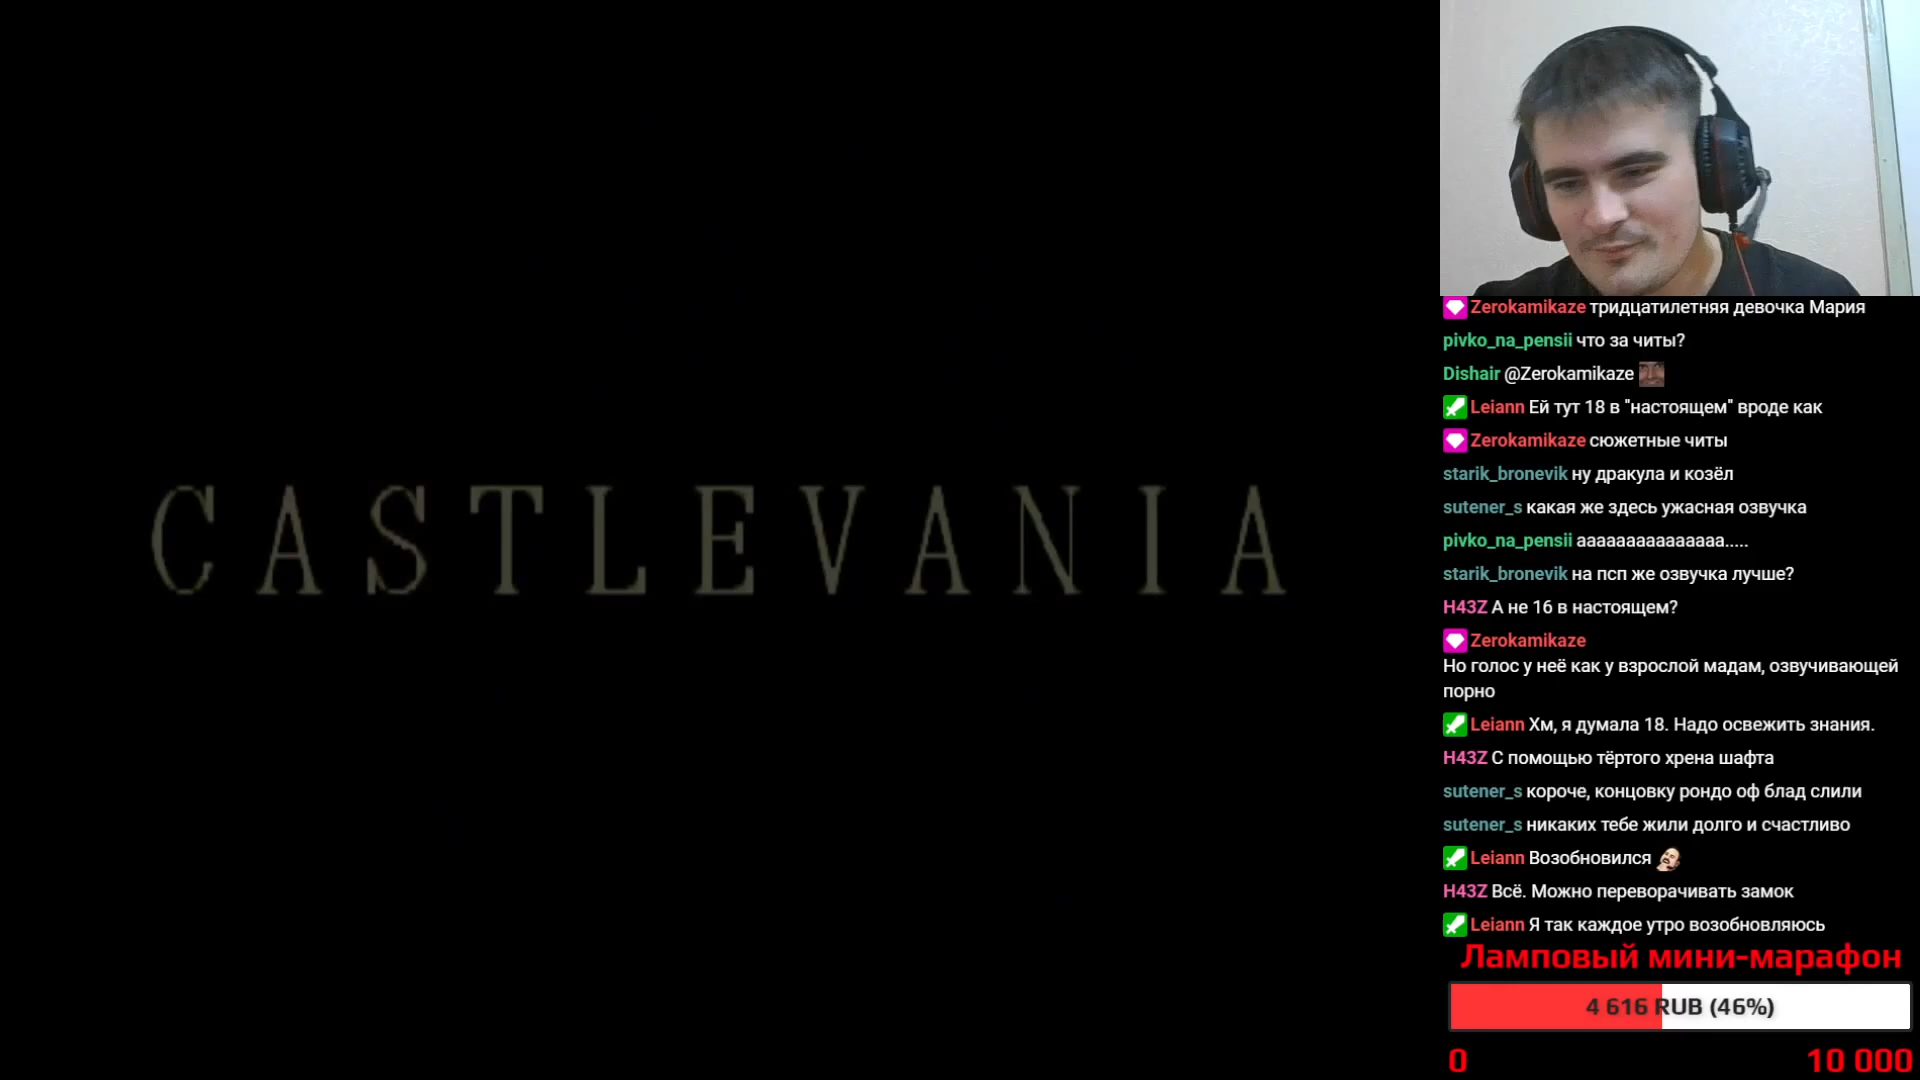 CASTLEVANIA
Zerokamikaze тридцатилетняя девочка Мария
pivko_na_pensii что за читы?
Dishair @Zerokamikaze
Leiann Ей тут 18 в "настоящем" вроде как
Zerokamikaze сюжетные читы
starik_bronevik ну дракула и козёл
sutener_s какая же здесь ужасная озвучка
pivko_na_pensii ааааааааааааааа.....
starik_bronevik на псп же озвучка лучше?
H43Z А не 16 в настоящем?
Zerokamikaze
Но голос у неё как у взрослой мадам, озвучивающей
порно
Leiann Хм, я думала 18. Надо освежить знания.
H43Z С помощью тёртого хрена шафта
sutener_s короче, концовку рондо оф блад слили
sutener_s никаких тебе жили долго и счастливо
Leiann Возобновился
H43Z Всё. Можно переворачивать замок
Leiann Я так каждое утро возобновляюсь
Ламповый мини-марафон
4 616 RUB (46%)
0 10 000